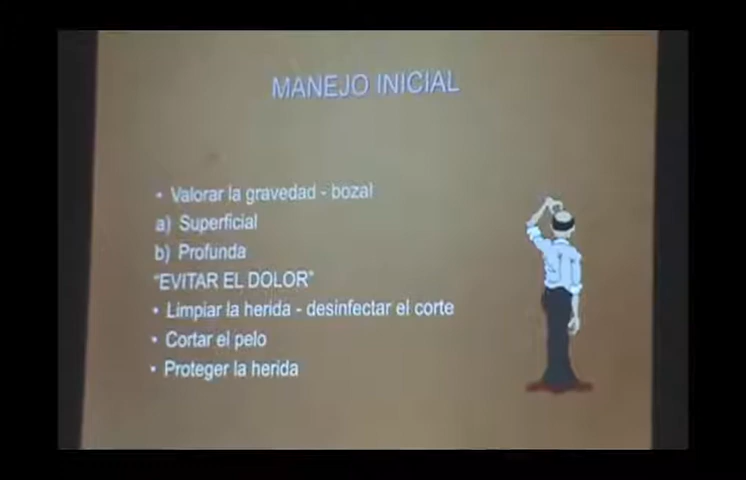 MANEJO INICIAL
• Valorar la gravedad - bozal
a) Superficial
b) Profunda
"EVITAR EL DOLOR"
• Limpiar la herida - desinfectar el corte
• Cortar el pelo
• Proteger la herida